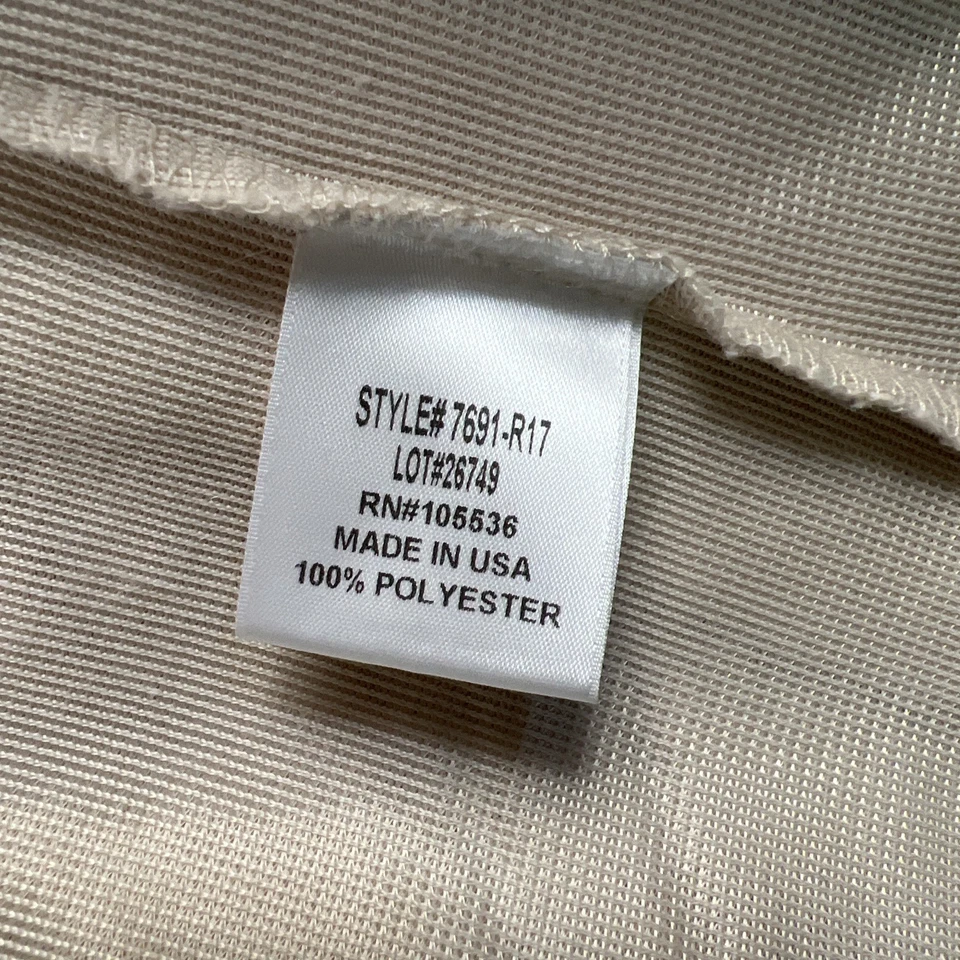 STYLE# 7691-R17
LOT#26749
RN#105536
MADE IN USA
100% POLYESTER